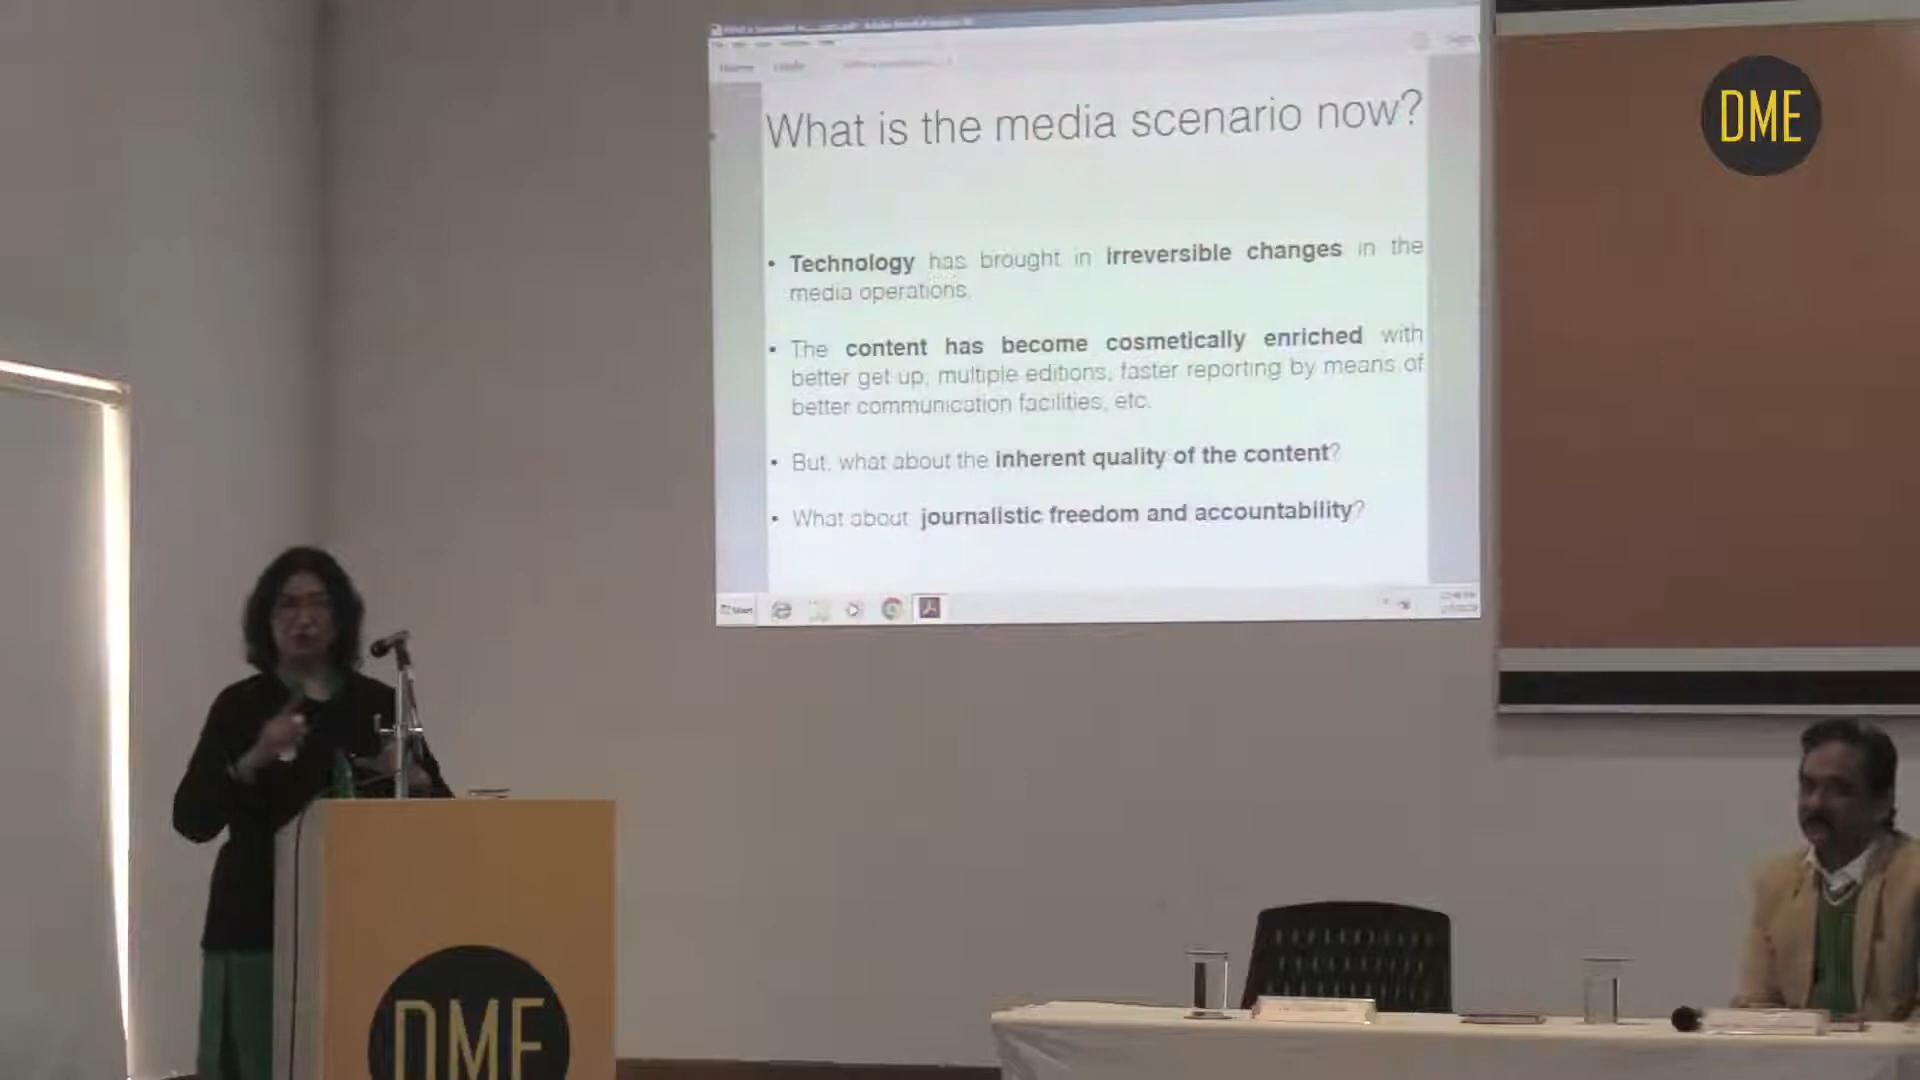 What is the media scenario now?
• Technology has brought in irreversible changes in the
media operations.
• The content has become cosmetically enriched with
better get up, multiple editions, faster reporting by means of
better communication facilities, etc.
• But, what about the inherent quality of the content?
• What about journalistic freedom and accountability?
Start
DME
DME